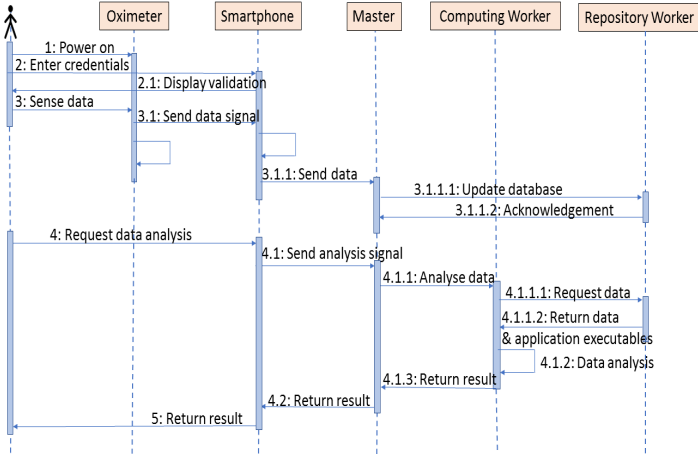 Oximeter
Smartphone
Master
Computing Worker
Repository Worker
1: Power on
2: Enter credentials
2.1: Display validation
3: Sense data
3.1: Send data signal
3.1.1: Send data
3.1.1.1: Update database
3.1.1.2: Acknowledgement
4: Request data analysis
4.1: Send analysis signal
4.1.1: Analyse data
4.1.1.1: Request data
4.1.1.2: Return data
& application executables
4.1.2: Data analysis
4.1.3: Return result
4.2: Return result
5: Return result